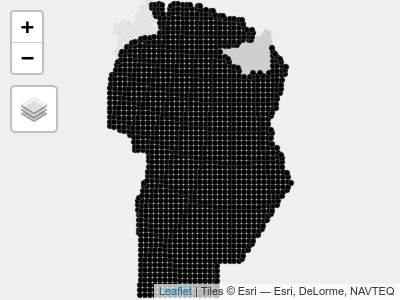 +
−
Leaflet | Tiles © Esri — Esri, DeLorme, NAVTEQ